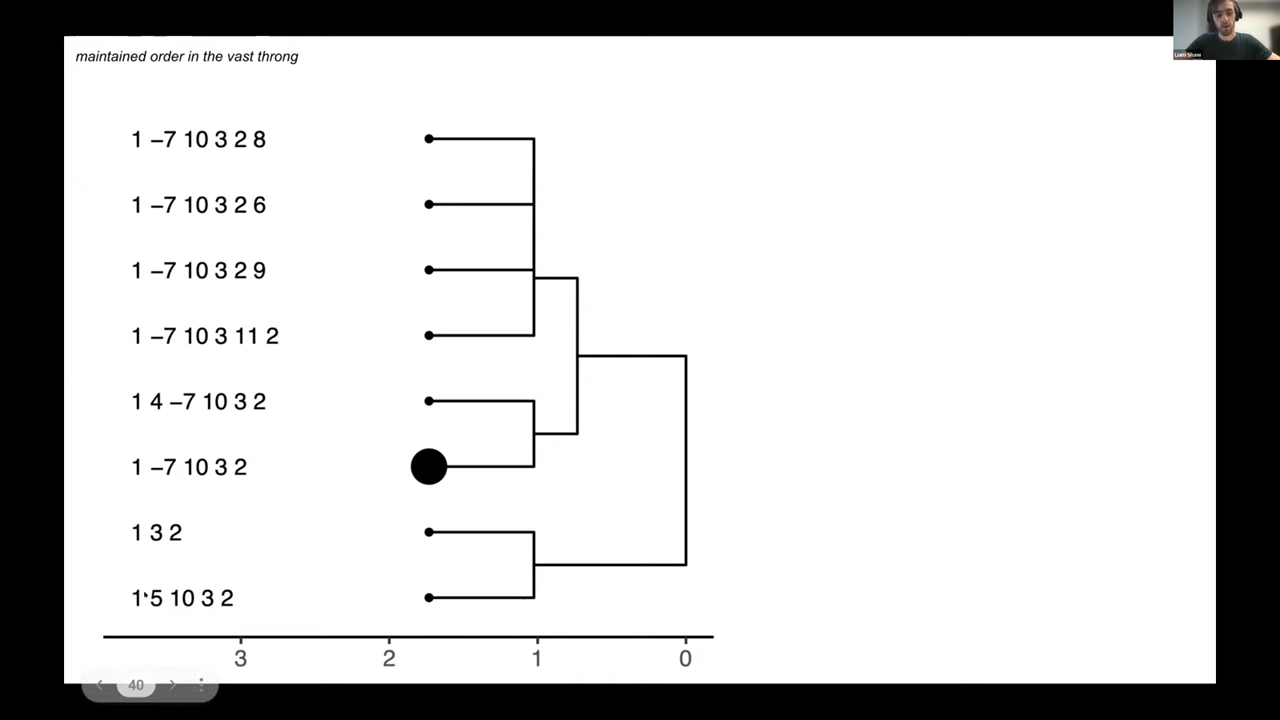 maintained order in the vast throng
Liam Shaw
1 −7 10 3 2 8
1 −7 10 3 2 6
1 −7 10 3 2 9
1 −7 10 3 11 2
1 4 −7 10 3 2
1 −7 10 3 2
1 3 2
1 5 10 3 2
3 2 1 0
40